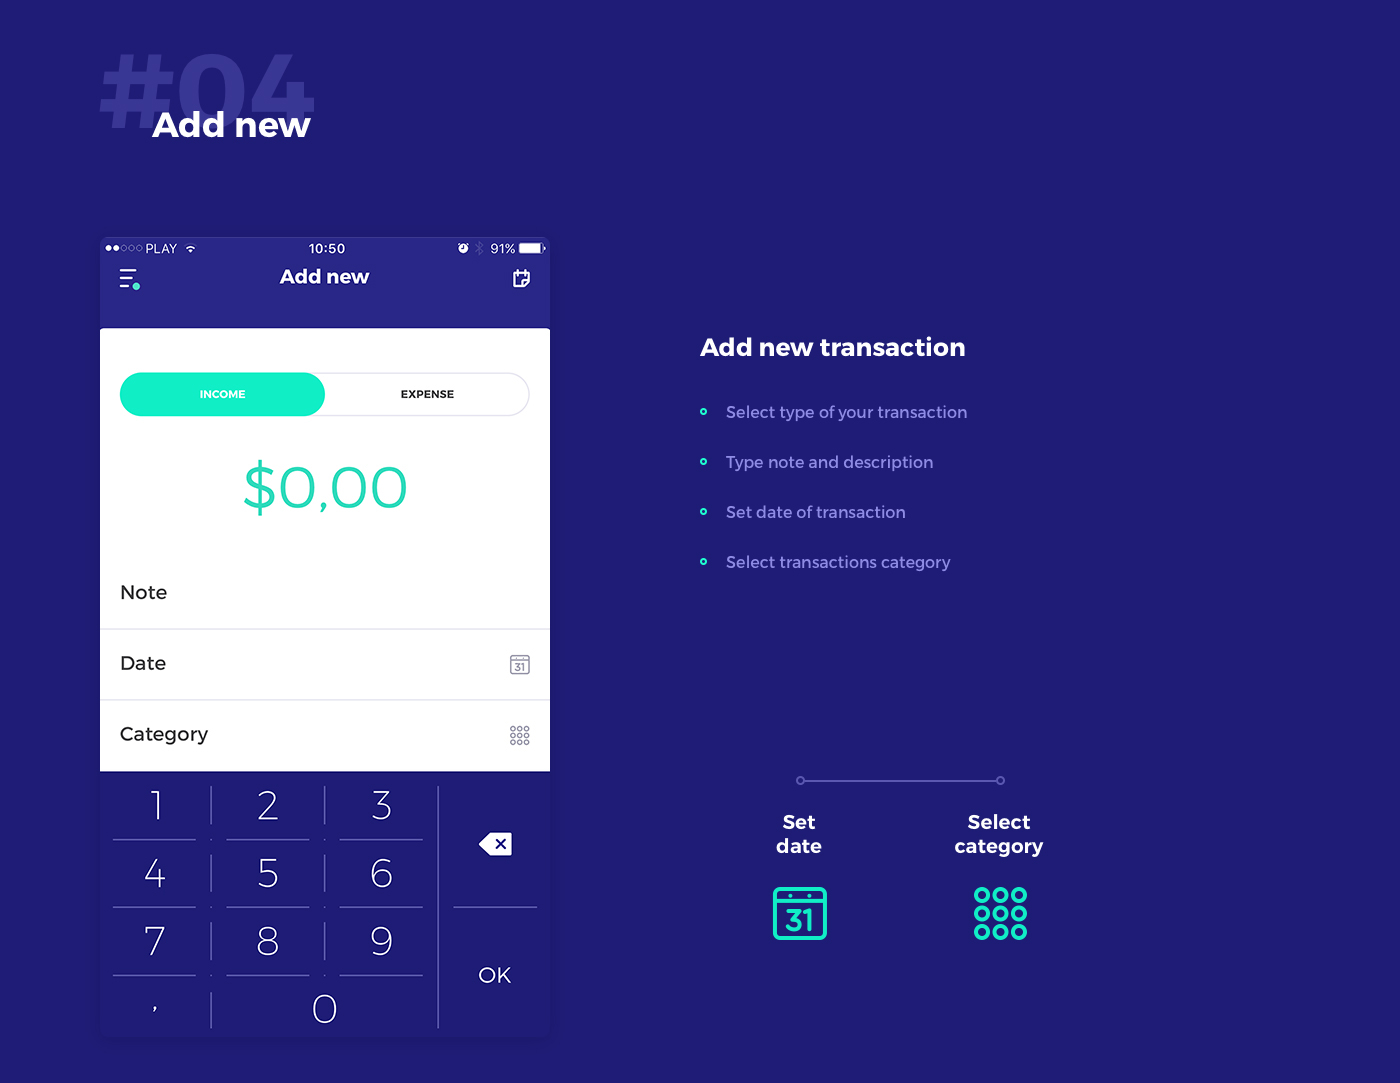 #04
Add new
PLAY 10:50 91%
Add new
INCOME EXPENSE
$0,00
Note
Date 31
Category
1 2 3
4 5 6
7 8 9
OK
, 0
Add new transaction
Select type of your transaction
Type note and description
Set date of transaction
Select transactions category
Set
date
31
Select
category